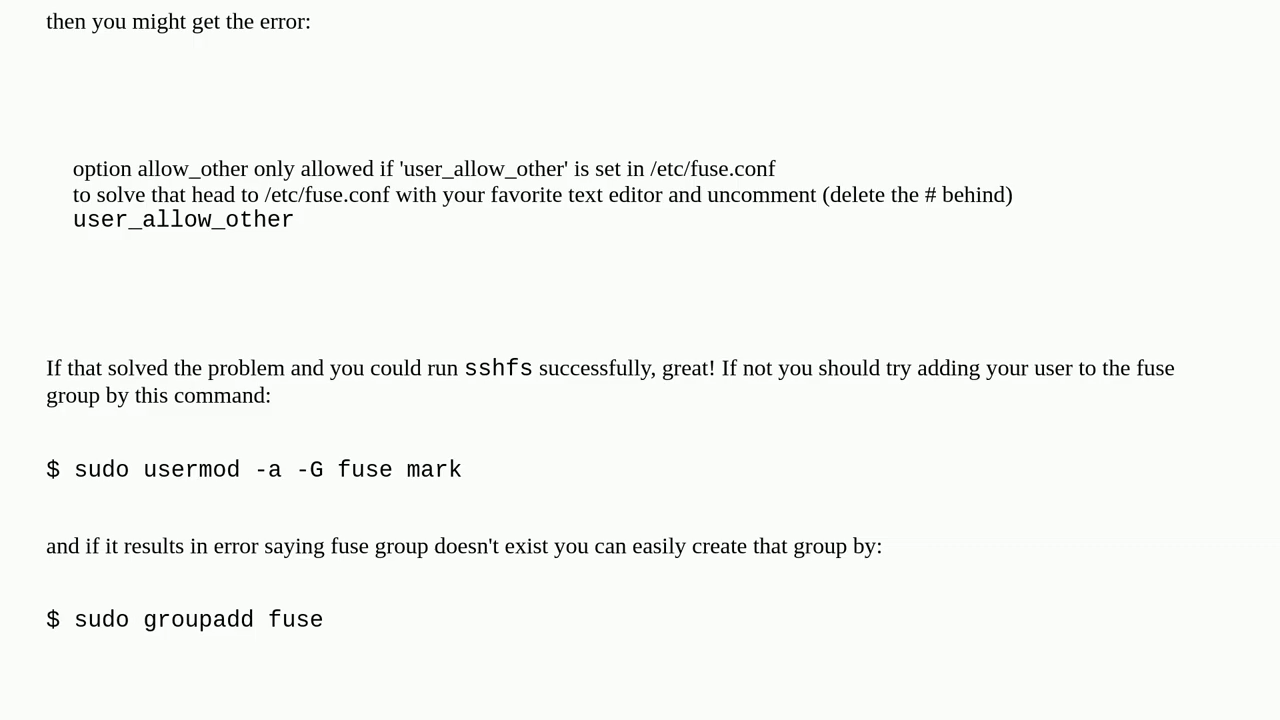 then you might get the error:
option allow_other only allowed if 'user_allow_other' is set in /etc/fuse.conf
to solve that head to /etc/fuse.conf with your favorite text editor and uncomment (delete the # behind)
user_allow_other
If that solved the problem and you could run sshfs successfully, great! If not you should try adding your user to the fuse
group by this command:
$ sudo usermod -a -G fuse mark
and if it results in error saying fuse group doesn't exist you can easily create that group by:
$ sudo groupadd fuse